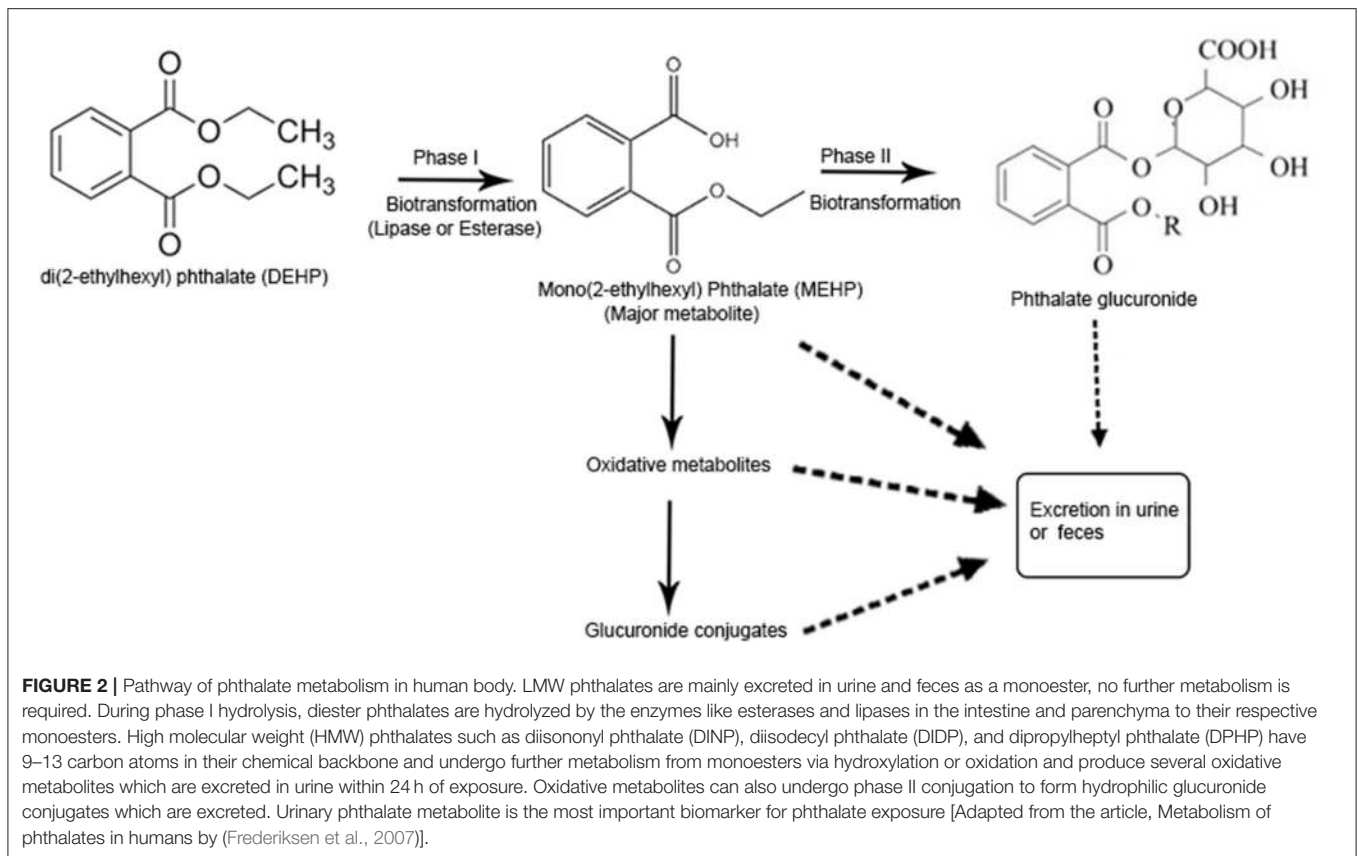 O
O
CH3
CH3
O
O
di(2-ethylhexyl) phthalate (DEHP)
Phase I
Biotransformation
(Lipase or Esterase)
O
OH
O
O
Mono(2-ethylhexyl) Phthalate (MEHP)
(Major metabolite)
Phase II
Biotransformation
COOH
O
OH
O
O
OH
O
OH
R
O
Phthalate glucuronide
Oxidative metabolites
Excretion in urine
or feces
Glucuronide conjugates
FIGURE 2 | Pathway of phthalate metabolism in human body. LMW phthalates are mainly excreted in urine and feces as a monoester, no further metabolism is
required. During phase I hydrolysis, diester phthalates are hydrolyzed by the enzymes like esterases and lipases in the intestine and parenchyma to their respective
monoesters. High molecular weight (HMW) phthalates such as diisononyl phthalate (DINP), diisodecyl phthalate (DIDP), and dipropylheptyl phthalate (DPHP) have
9–13 carbon atoms in their chemical backbone and undergo further metabolism from monoesters via hydroxylation or oxidation and produce several oxidative
metabolites which are excreted in urine within 24 h of exposure. Oxidative metabolites can also undergo phase II conjugation to form hydrophilic glucuronide
conjugates which are excreted. Urinary phthalate metabolite is the most important biomarker for phthalate exposure [Adapted from the article, Metabolism of
phthalates in humans by (Frederiksen et al., 2007)].